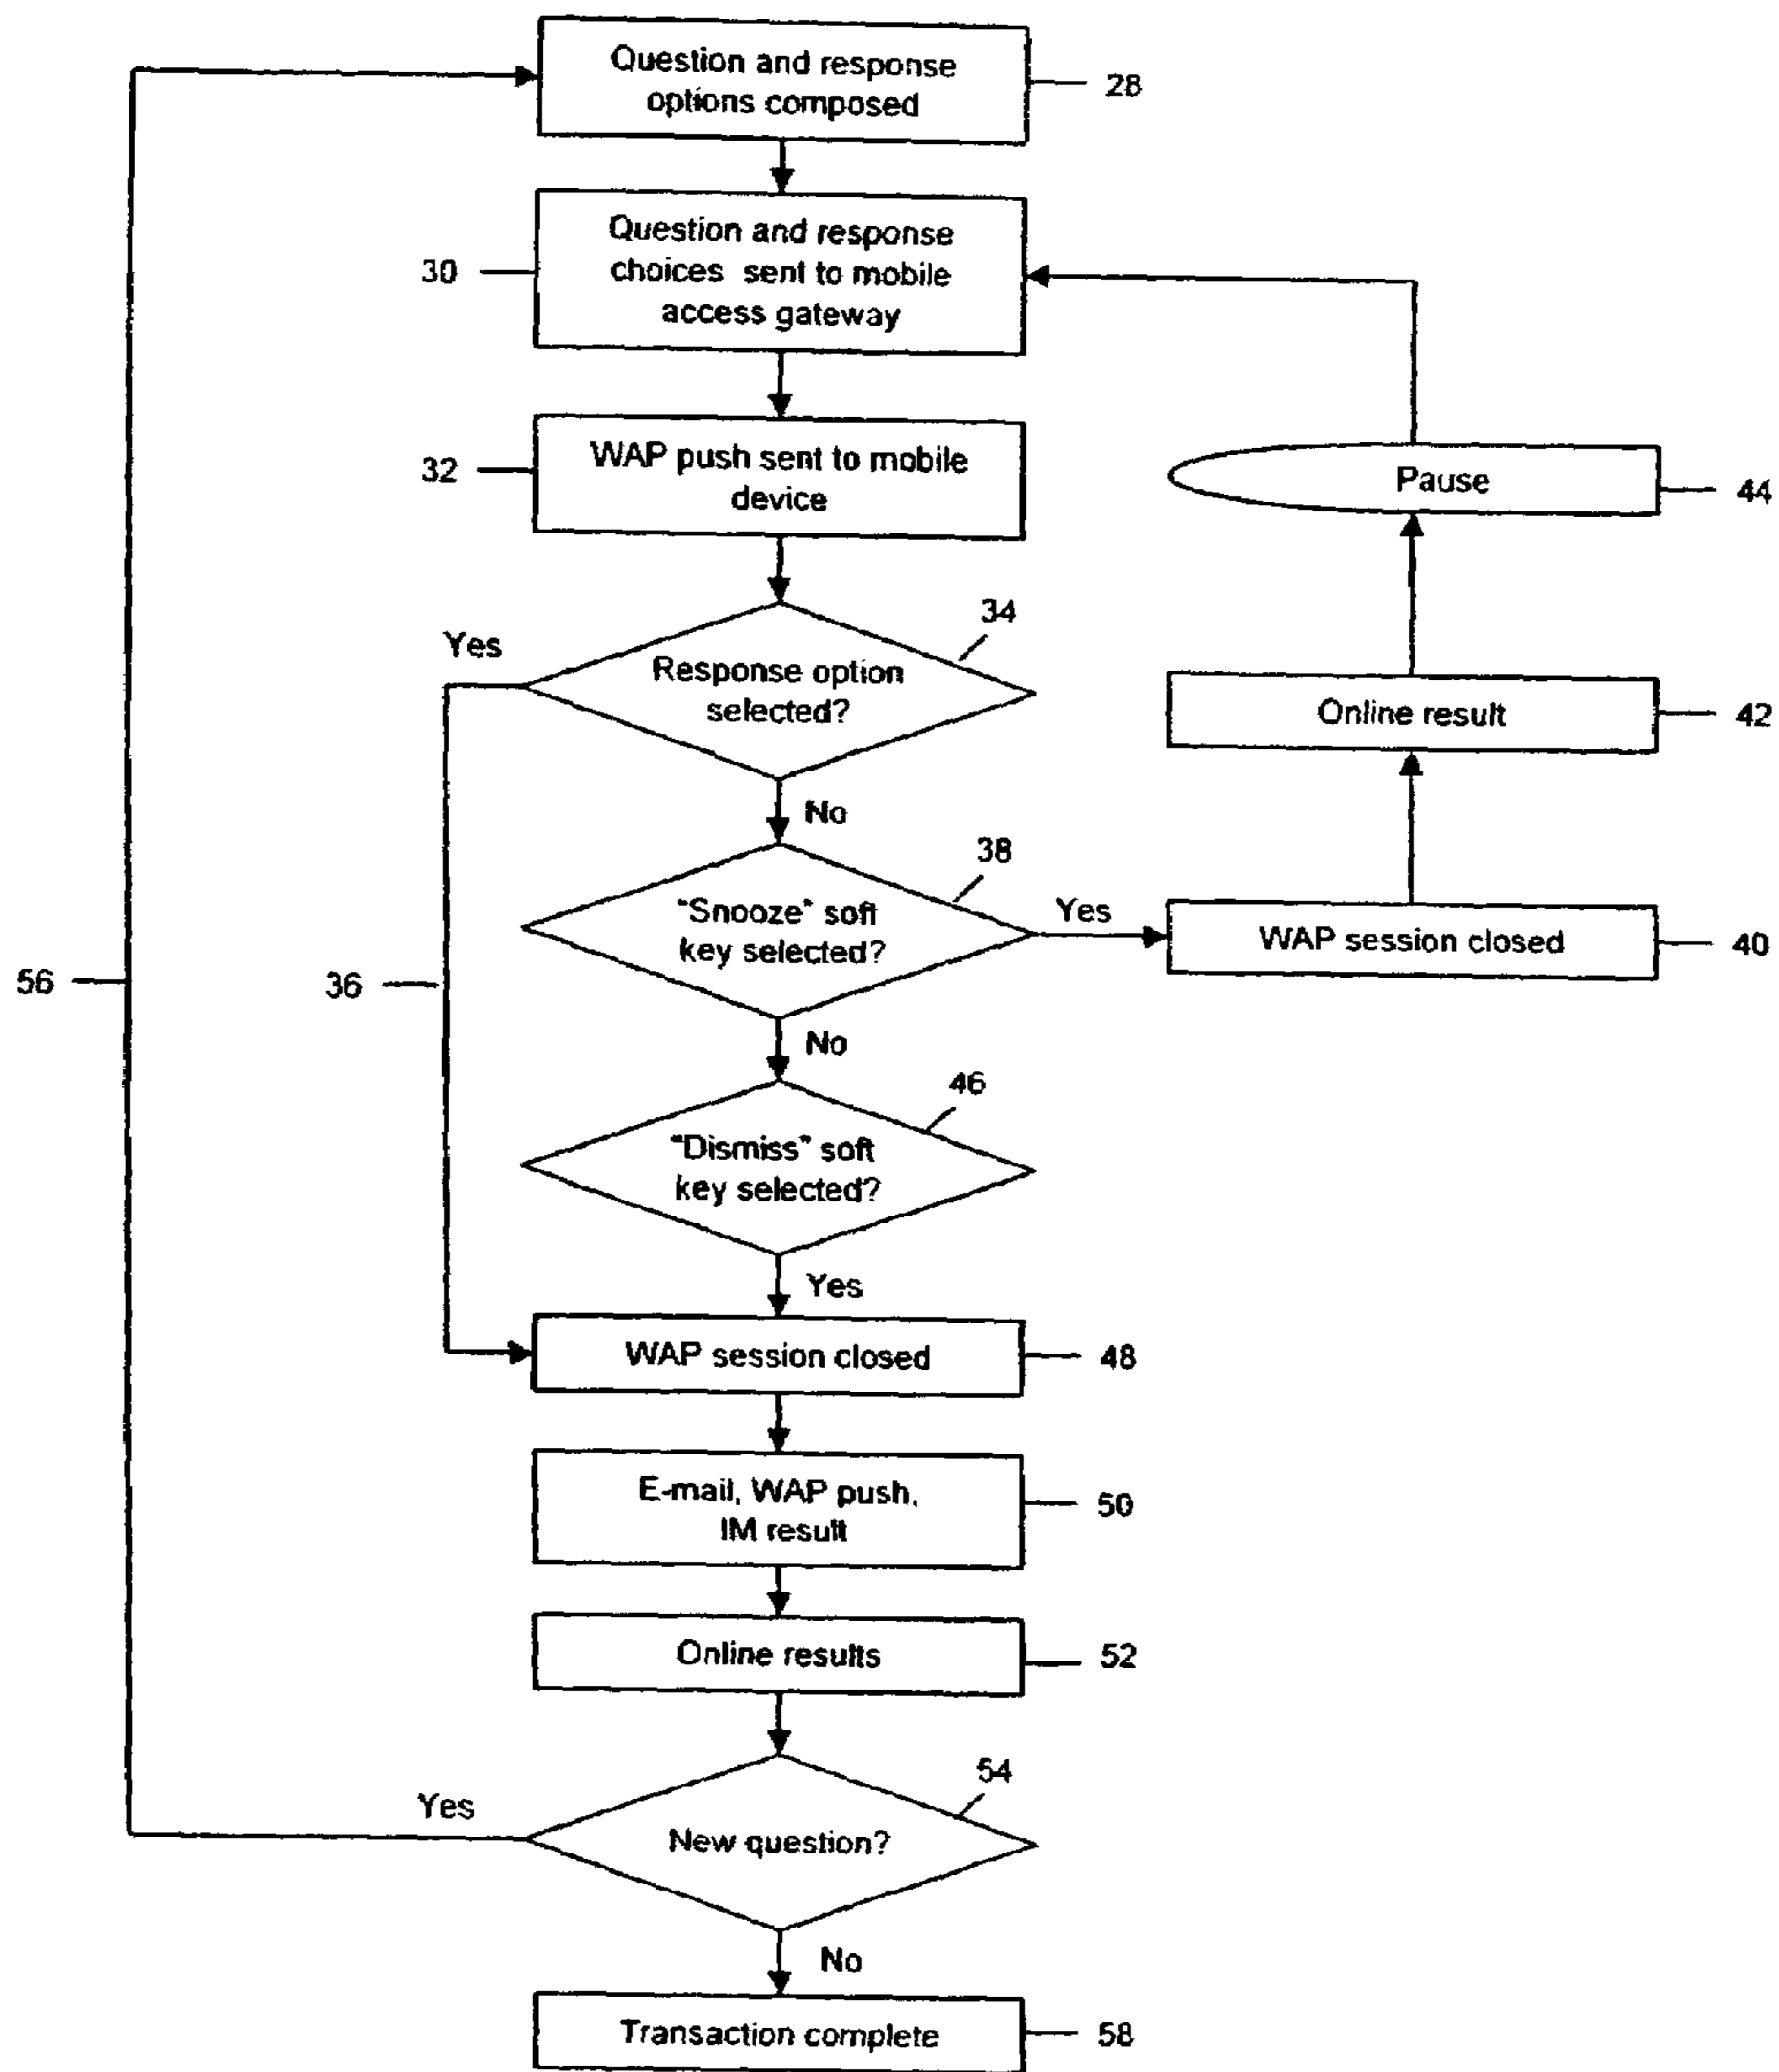 Question and response
options composed
28
Question and response
choices sent to mobile
access gateway
30
WAP push sent to mobile
device
32
Pause
44
34
Yes
Response option
selected?
Online result
42
No
38
"Snooze" soft
key selected?
Yes
WAP session closed
40
56
36
No
46
"Dismiss" soft
key selected?
Yes
WAP session closed
48
E-mail, WAP push,
IM result
50
Online results
52
54
Yes
New question?
No
Transaction complete
58